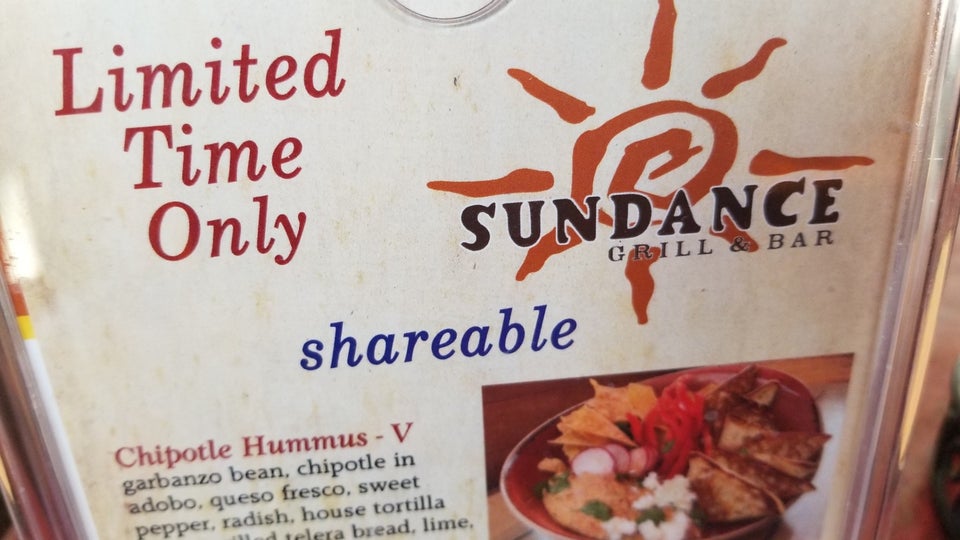 Limited
Time
Only
SUNDANCE
GRILL & BAR
shareable
Chipotle Hummus - V
garbanzo bean, chipotle in
adobo, queso fresco, sweet
pepper, radish, house tortilla
telera bread, lime,